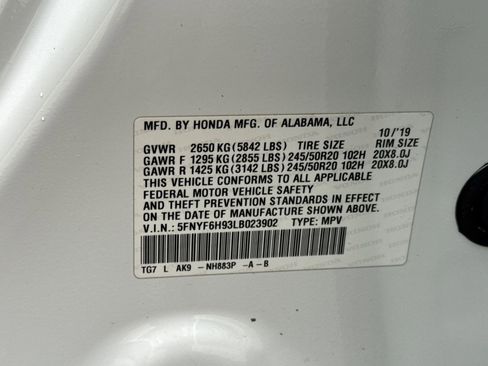 MFD. BY HONDA MFG. OF ALABAMA, LLC 10/'19
GVWR 2650 KG (5842 LBS) TIRE SIZE RIM SIZE
GAWR F 1295 KG (2855 LBS) 245/50R20 102H 20X8.0J
GAWR R 1425 KG (3142 LBS) 245/50R20 102H 20X8.0J
THIS VEHICLE CONFORMS TO ALL APPLICABLE
FEDERAL MOTOR VEHICLE SAFETY
AND THEFT PREVENTION STANDARDS IN EFFECT
ON THE DATE OF MANUFACTURE SHOWN ABOVE.
V.I.N.: 5FNYF6H93LB023902 TYPE: MPV
TG7 L AK9 -NH883P -A-B